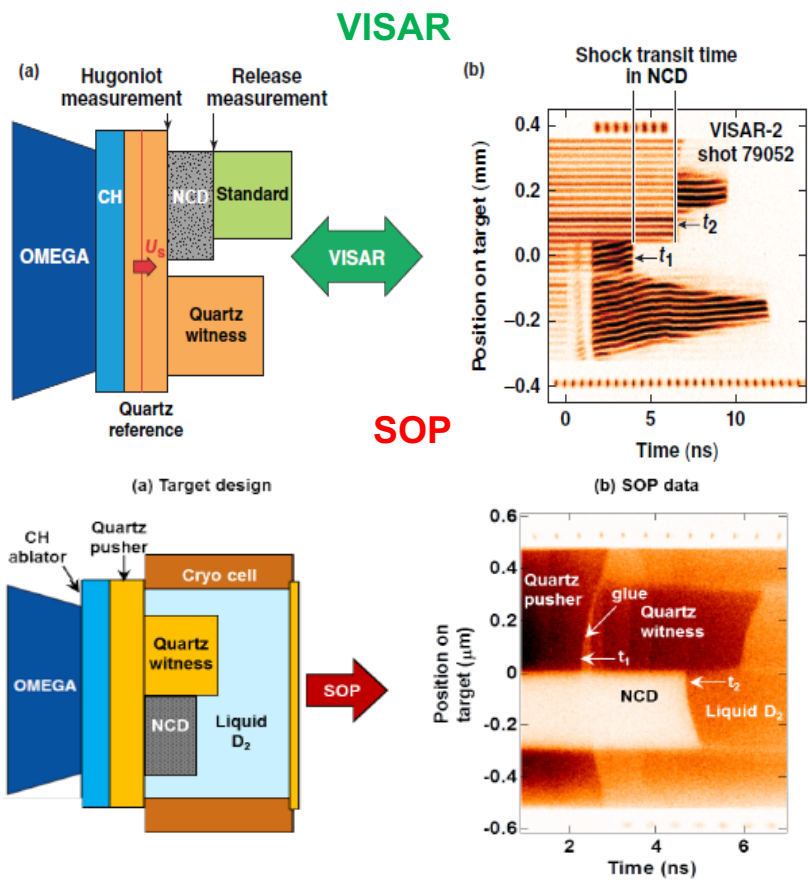 VISAR
(a)
Hugoniot
measurement
Release
measurement
OMEGA
CH
Us
NCD
Standard
Quartz
witness
Quartz
reference
VISAR
(b)
Shock transit time
in NCD
VISAR-2
shot 79052
t2
t1
Position on target (mm)
0.4
0.2
0.0
−0.2
−0.4
0
5
10
Time (ns)
SOP
(a) Target design
CH
ablator
Quartz
pusher
Cryo cell
OMEGA
Quartz
witness
NCD
Liquid
D2
SOP
(b) SOP data
Quartz
pusher
glue
Quartz
witness
t1
t2
NCD
Liquid D2
Position on
target (μm)
0.6
0.4
0.2
0
-0.2
-0.4
-0.6
2
4
6
Time (ns)